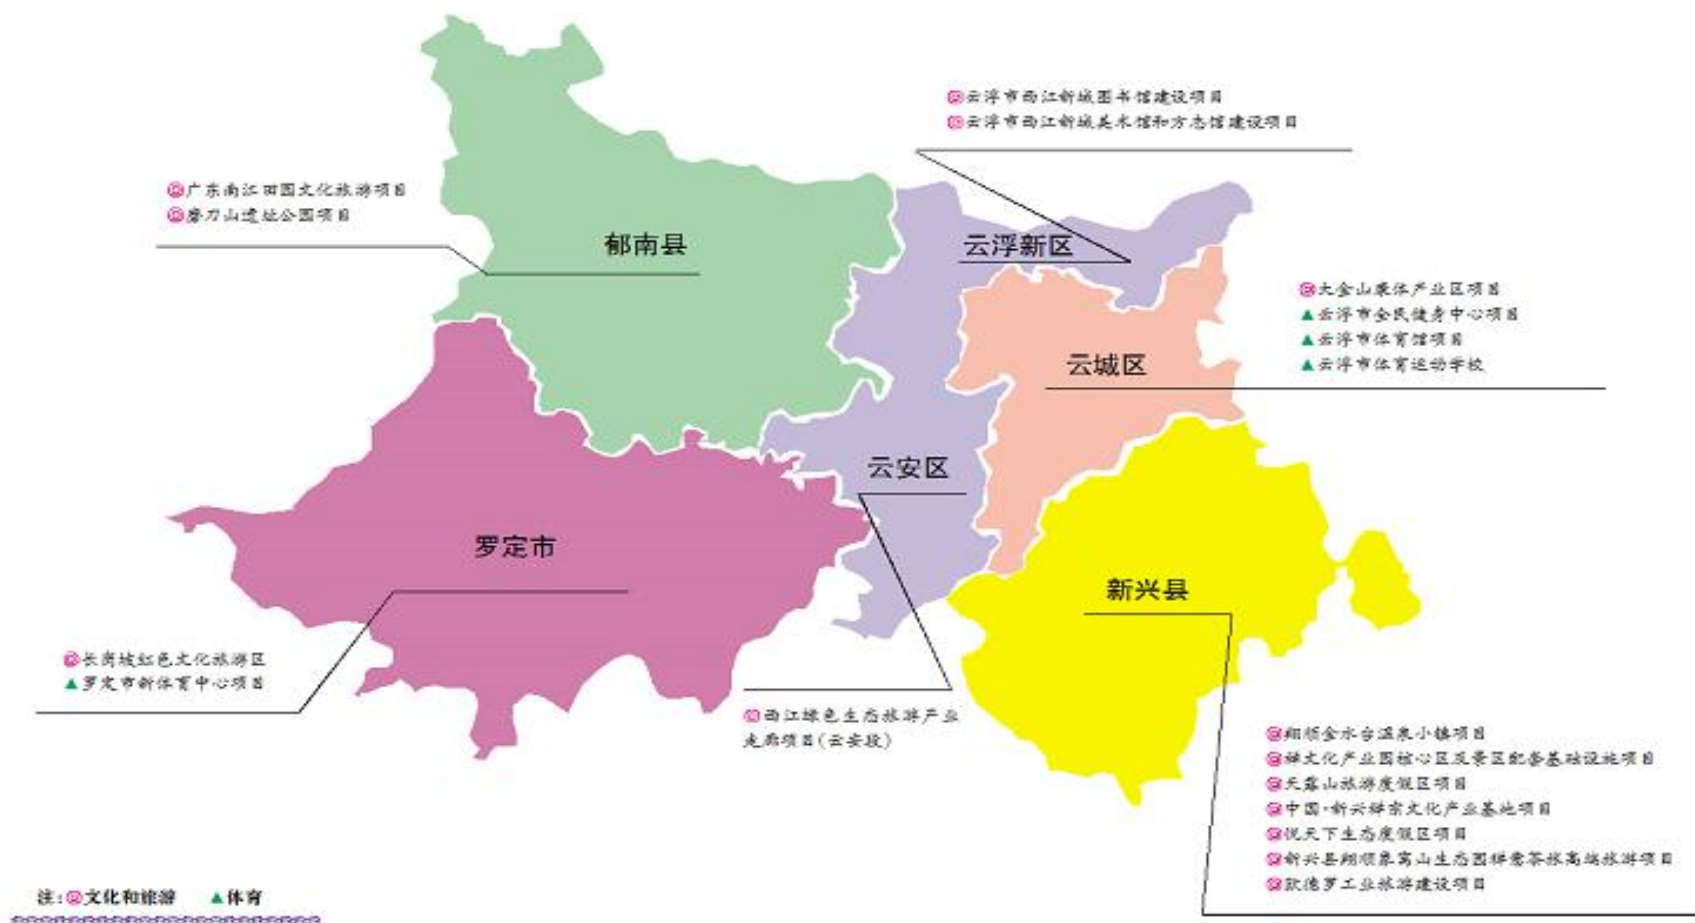 云浮市西江新城图书馆建设项目
云浮市西江新城美术馆和方志馆建设项目
广东南江田园文化旅游项目
磨刀山遗址公园项目
郁南县
云浮新区
大金山康体产业区项目
▲云浮市全民健身中心项目
▲云浮市体育馆项目
▲云浮市体育运动学校
云城区
云安区
罗定市
新兴县
长岗坡红色文化旅游区
▲罗定市新体育中心项目
西江绿色生态旅游产业
走廊项目(云安段)
翔顺金水台温泉小镇项目
禅文化产业园核心区及景区配套基础设施项目
天露山旅游度假区项目
中国·新兴禅宗文化产业基地项目
悦天下生态度假区项目
新兴县翔顺象窝山生态园禅意茶旅高端旅游项目
欧德罗工业旅游建设项目
注:文化和旅游 ▲体育